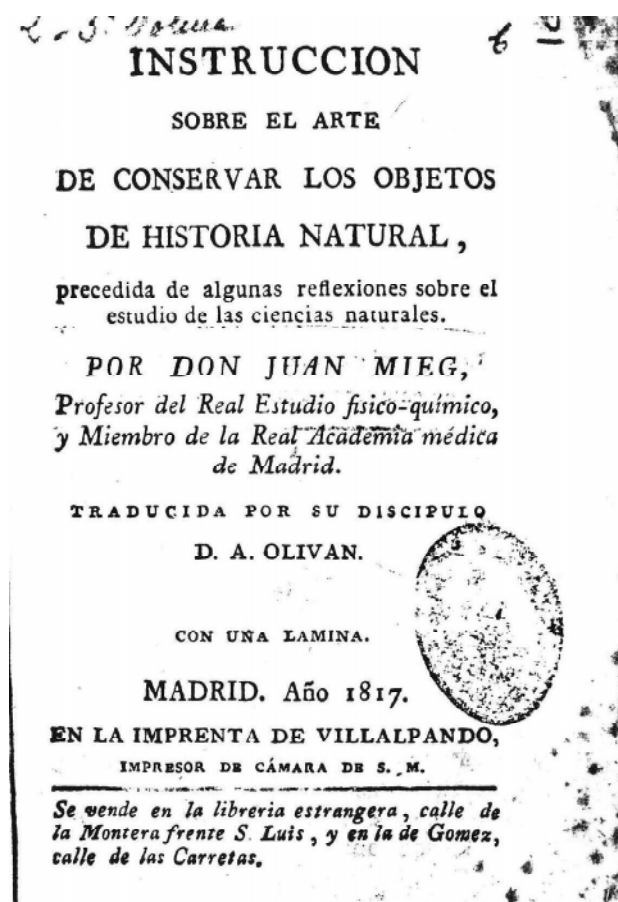 INSTRUCCION
SOBRE EL ARTE
DE CONSERVAR LOS OBJETOS
DE HISTORIA NATURAL,
precedida de algunas reflexiones sobre el
estudio de las ciencias naturales.
POR DON JUAN MIEG,
Profesor del Real Estudio fisico-químico,
y Miembro de la Real Academia médica
de Madrid.
TRADUCIDA POR SU DISCIPULO
D. A. OLIVAN.
CON UNA LAMINA.
MADRID. Año 1817.
EN LA IMPRENTA DE VILLALPANDO,
IMPRESOR DE CÁMARA DE S. M.
Se vende en la libreria estrangera, calle de
la Montera frente S. Luis, y en la de Gomez,
calle de las Carretas.